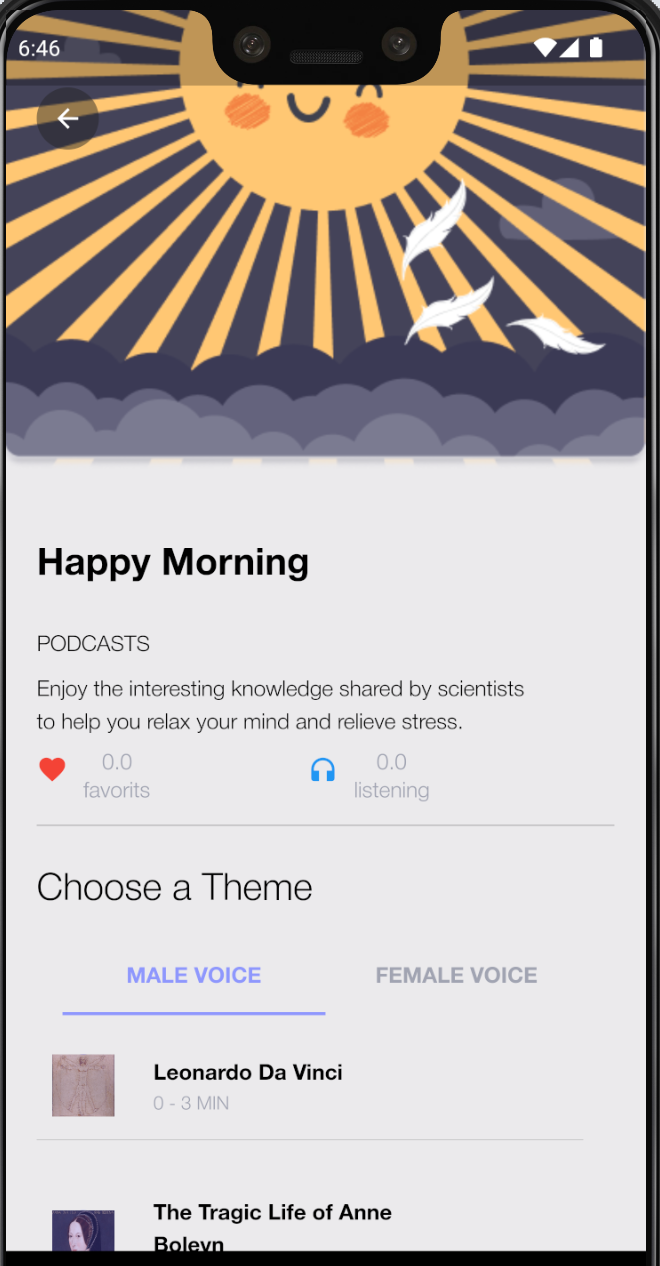 6:46
Happy Morning
PODCASTS
Enjoy the interesting knowledge shared by scientists
to help you relax your mind and relieve stress.
0.0
favorits
0.0
listening
Choose a Theme
MALE VOICE
FEMALE VOICE
Leonardo Da Vinci
0 - 3 MIN
The Tragic Life of Anne
Boleyn